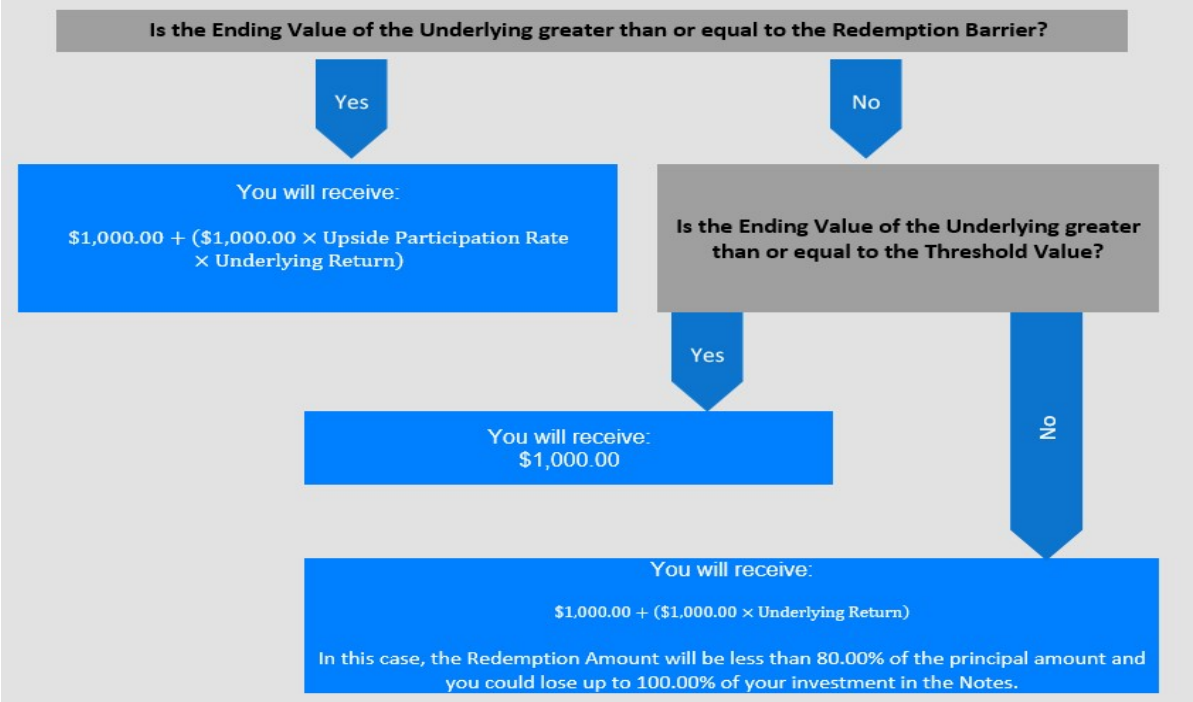 Is the Ending Value of the Underlying greater than or equal to the Redemption Barrier?
Yes
No
You will receive:
$1,000.00 + ($1,000.00 × Upside Participation Rate
× Underlying Return)
Is the Ending Value of the Underlying greater
than or equal to the Threshold Value?
Yes
No
You will receive:
$1,000.00
You will receive:
$1,000.00 + ($1,000.00 × Underlying Return)
In this case, the Redemption Amount will be less than 80.00% of the principal amount and
you could lose up to 100.00% of your investment in the Notes.